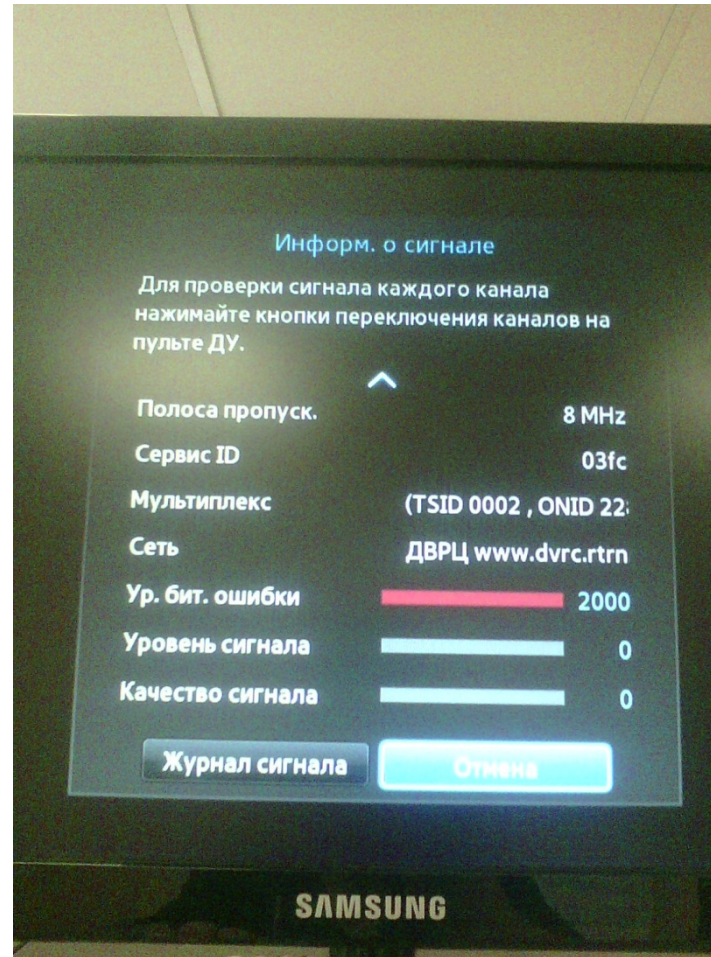 Информ. о сигнале
Для проверки сигнала каждого канала
нажимайте кнопки переключения каналов на
пульте ДУ.
Полоса пропуск. 8 MHz
Сервис ID 03fc
Мультиплекс (TSID 0002 , ONID 22
Сеть ДВРЦ www.dvrc.rtrn
Ур. бит. ошибки 2000
Уровень сигнала 0
Качество сигнала 0
Журнал сигнала Отмена
SAMSUNG